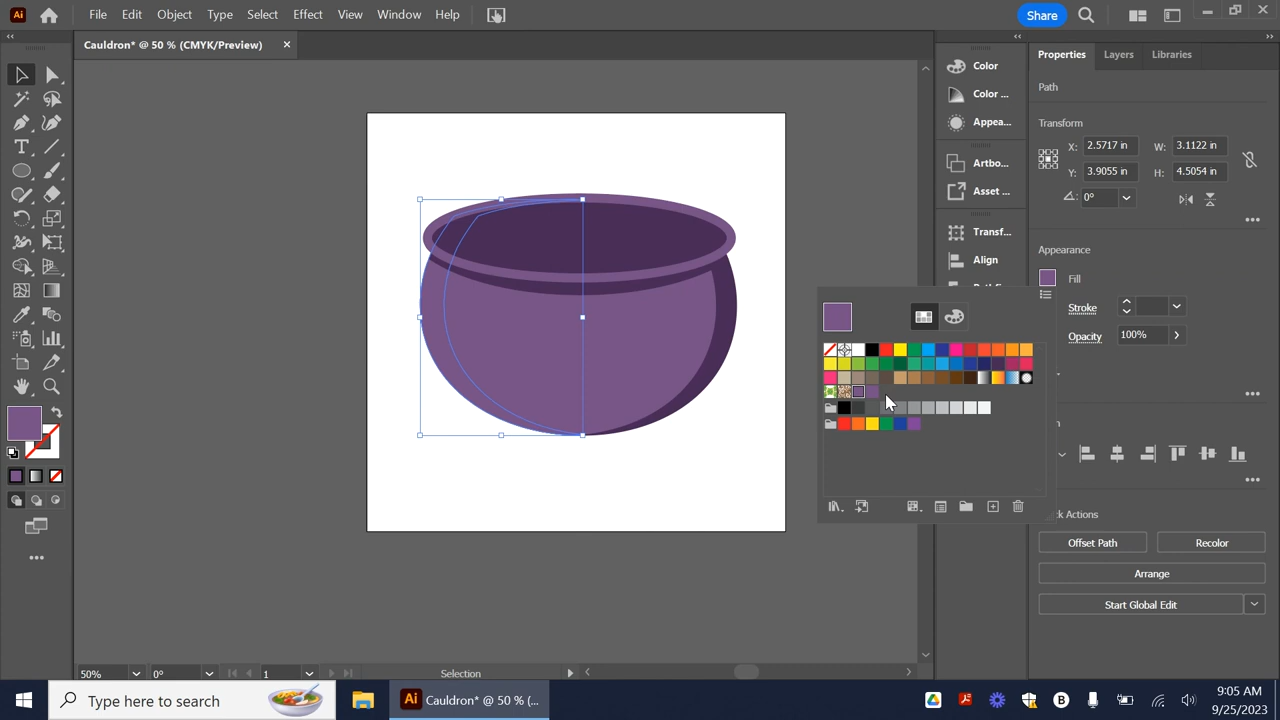 Ai File Edit Object Type Select Effect View Window Help Share
Cauldron* @ 50 % (CMYK/Preview) ×
Color
Color ...
Appea...
Artbo...
Asset ...
Transf...
Align
Properties Layers Libraries
Path
Transform
X: 2.5717 in W: 3.1122 in
Y: 3.9055 in H: 4.5054 in
0°
Appearance
Fill
Stroke
Opacity 100%
ck Actions
Offset Path Recolor
Arrange
Start Global Edit
50% 0° 1 Selection
Type here to search
Ai Cauldron* @ 50 % (...
B
9:05 AM
9/25/2023